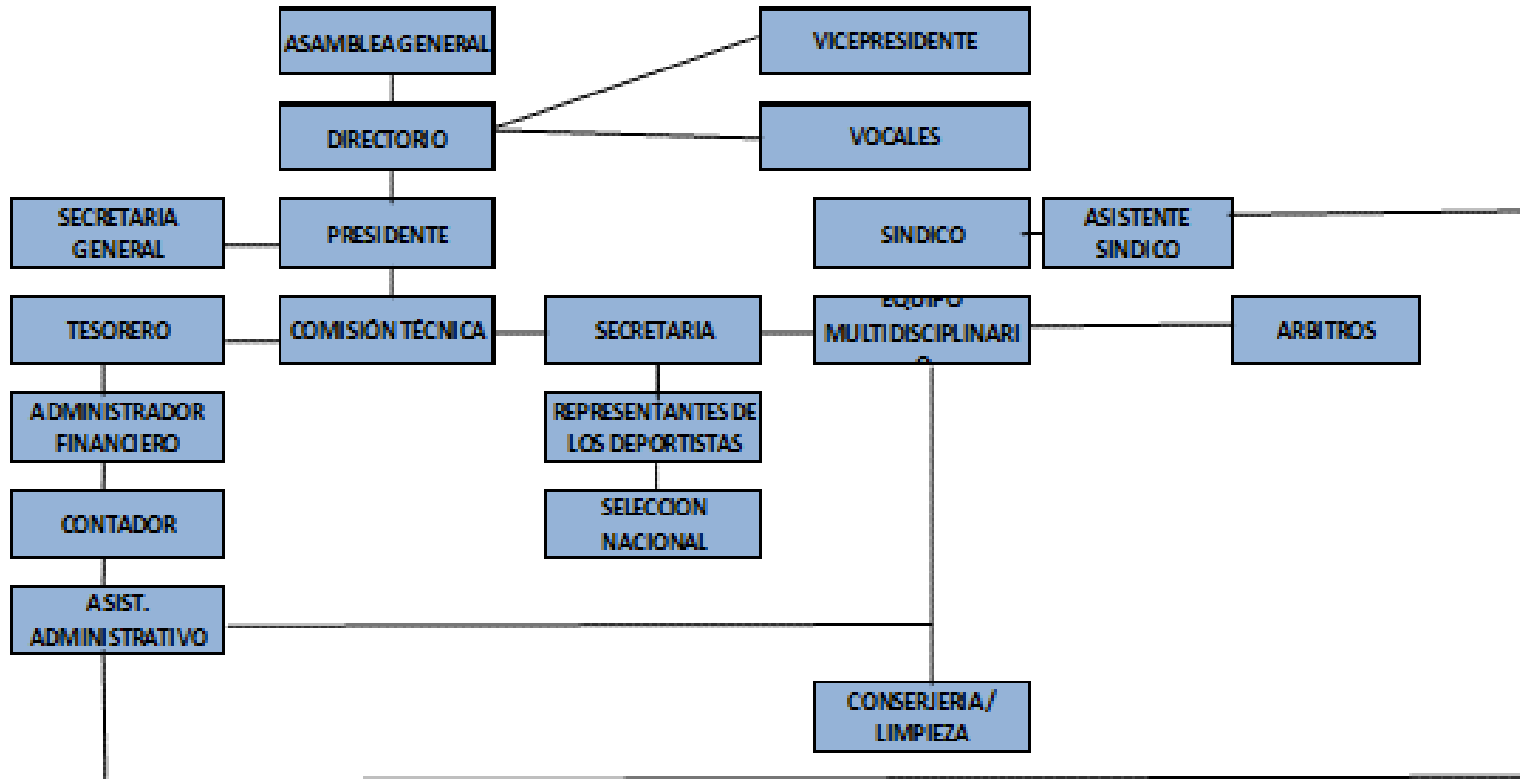 ASAMBLEA GENERAL
VICEPRESIDENTE
DIRECTORIO
VOCALES
SECRETARIA
GENERAL
PRESIDENTE
SINDICO
ASISTENTE
SINDICO
TESORERO
COMISIÓN TÉCNICA
SECRETARIA
EQUIPO
MULTIDISCIPLINARI
O
ARBITROS
ADMINISTRADOR
FINANCIERO
REPRESENTANTES DE
LOS DEPORTISTAS
CONTADOR
SELECCION
NACIONAL
ASIST.
ADMINISTRATIVO
CONSERJERIA /
LIMPIEZA